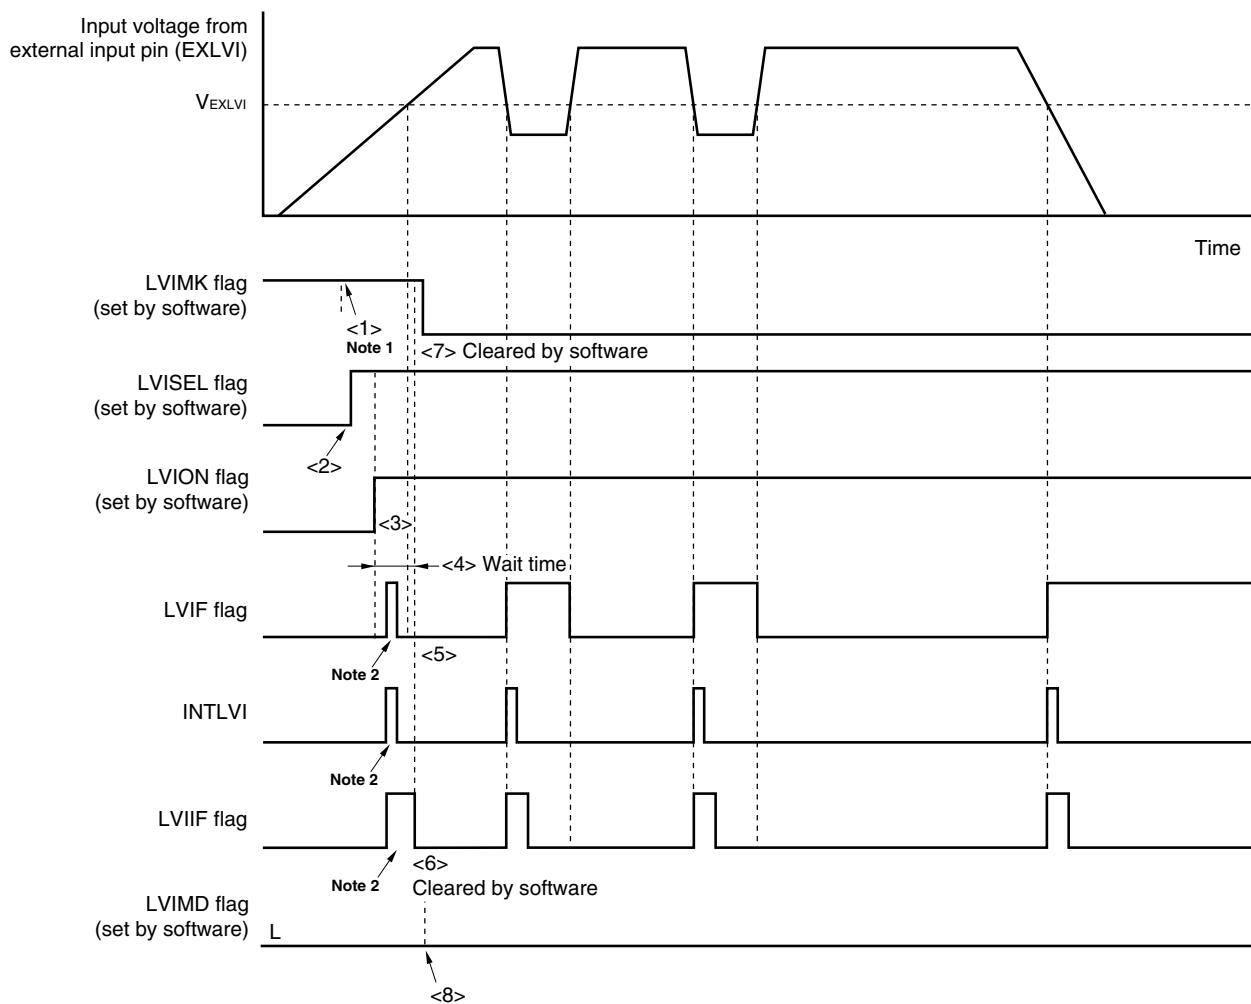 Input voltage from
external input pin (EXLVI)
VEXLVI
Time
LVIMK flag
(set by software)
<1>
Note 1
<7> Cleared by software
LVISEL flag
(set by software)
<2>
LVION flag
(set by software)
<3>
<4> Wait time
LVIF flag
Note 2
<5>
INTLVI
Note 2
LVIIF flag
Note 2
<6>
Cleared by software
LVIMD flag
(set by software)
L
<8>